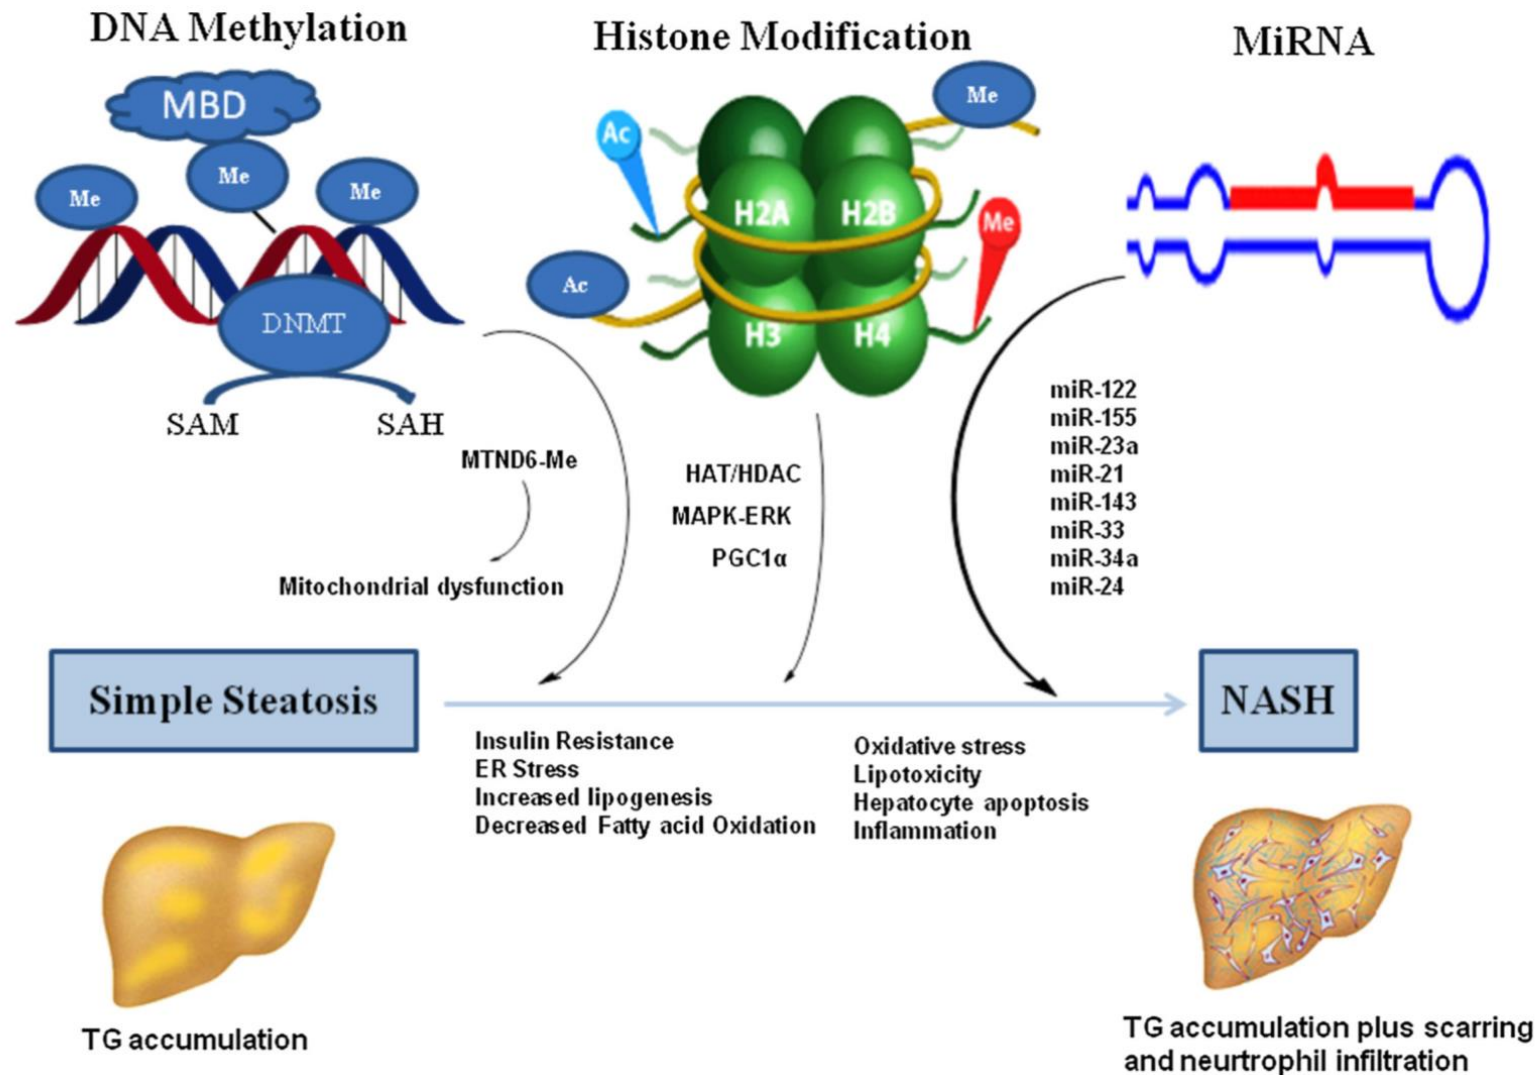 DNA Methylation
Histone Modification
MiRNA
MBD
Me
Me
Me
DNMT
SAM
SAH
Ac
Me
H2A
H2B
Me
Ac
H3
H4
MTND6-Me
Mitochondrial dysfunction
HAT/HDAC
MAPK-ERK
PGC1α
miR-122
miR-155
miR-23a
miR-21
miR-143
miR-33
miR-34a
miR-24
Simple Steatosis
NASH
Insulin Resistance
ER Stress
Increased lipogenesis
Decreased Fatty acid Oxidation
Oxidative stress
Lipotoxicity
Hepatocyte apoptosis
Inflammation
TG accumulation
TG accumulation plus scarring
and neurtrophil infiltration